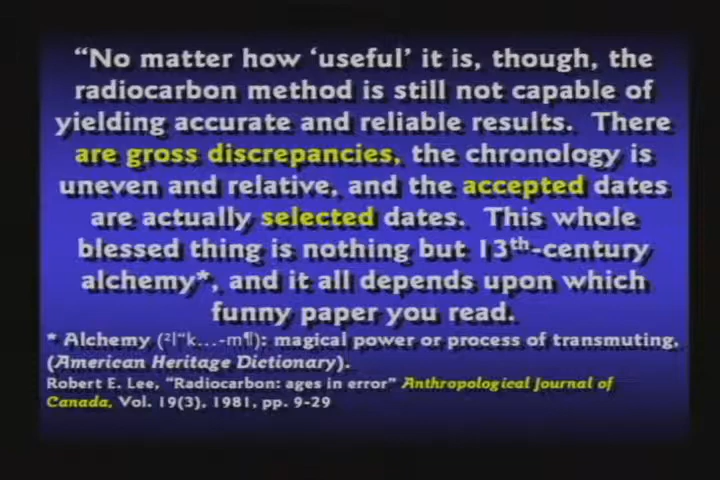 “No matter how ‘useful’ it is, though, the
radiocarbon method is still not capable of
yielding accurate and reliable results. There
are gross discrepancies, the chronology is
uneven and relative, and the accepted dates
are actually selected dates. This whole
blessed thing is nothing but 13th-century
alchemy*, and it all depends upon which
funny paper you read.
* Alchemy (²l“k…-m¶): magical power or process of transmuting,
(American Heritage Dictionary).
Robert E. Lee, “Radiocarbon: ages in error” Anthropological Journal of
Canada, Vol. 19(3), 1981, pp. 9-29